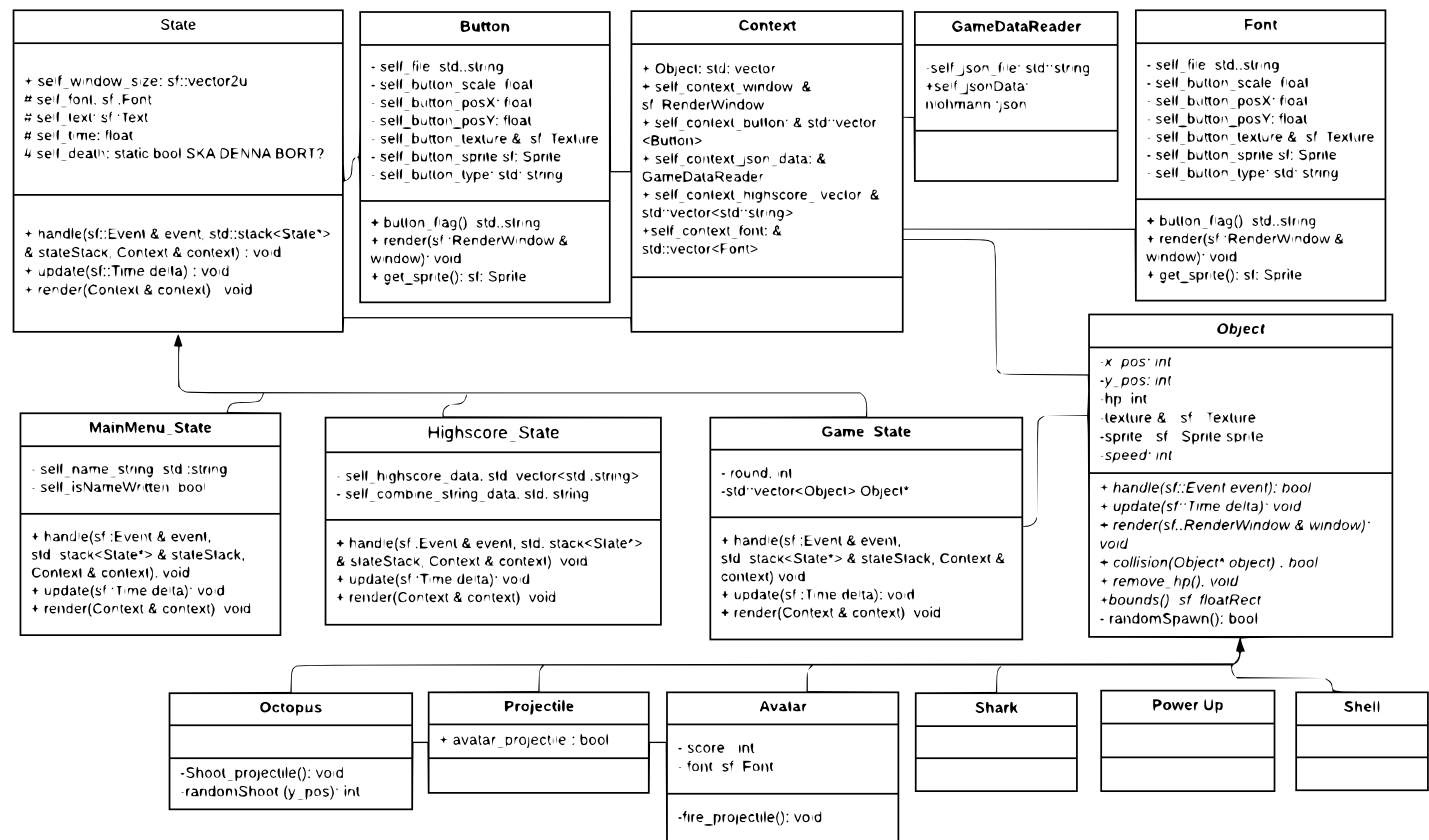 State
+ self_window_size: sf::vector2u
# self_font: sf::Font
# self_text: sf::Text
# self_time: float
# self_death: static bool SKA DENNA BORT?
+ handle(sf::Event & event, std::stack<State*>
& stateStack, Context & context) : void
+ update(sf::Time delta) : void
+ render(Context & context) void
Button
- self_file std::string
- self_button_scale float
- self_button_posX: float
- self_button_posY: float
- self_button_texture & sf Texture
- self_button_sprite sf: Sprite
- self_button_type: std: string
+ button_flag() std::string
+ render(sf::RenderWindow &
window): void
+ get_sprite(): sf: Sprite
Context
+ Object: std: vector
+ self_context_window &
sf RenderWindow
+ self_context_button: & std::vector
<Button>
+ self_context_json_data: &
GameDataReader
+ self_context_highscore_ vector &
std::vector<std::string>
+self_context_font: &
std::vector<Font>
GameDataReader
-self_json_file: std::string
+self_jsonData:
nlohmann::json
Font
- self_file std::string
- self_button_scale float
- self_button_posX: float
- self_button_posY: float
- self_button_texture & sf Texture
- self_button_sprite sf: Sprite
- self_button_type: std: string
+ button_flag() std::string
+ render(sf::RenderWindow &
window): void
+ get_sprite(): sf: Sprite
Object
-x_pos: int
-y_pos: int
-hp int
-texture & sf Texture
-sprite sf Sprite sprite
-speed: int
+ handle(sf::Event event): bool
+ update(sf::Time delta): void
+ render(sf::RenderWindow & window):
void
+ collision(Object* object) : bool
+ remove_hp(): void
+bounds() sf floatRect
- randomSpawn(): bool
MainMenu_State
- self_name_string std::string
- self_isNameWritten bool
+ handle(sf::Event & event,
std stack<State*> & stateStack,
Context & context): void
+ update(sf::Time delta): void
+ render(Context & context) void
Highscore_State
- self_highscore_data: std vector<std::string>
- self_combine_string_data: std: string
+ handle(sf::Event & event, std: stack<State*>
& stateStack, Context & context) void
+ update(sf::Time delta): void
+ render(Context & context) void
Game State
- round: int
-std::vector<Object> Object*
+ handle(sf::Event & event,
std stack<State*> & stateStack, Context &
context) void
+ update(sf::Time delta): void
+ render(Context & context) void
Octopus
-Shoot_projectile(): void
-randomShoot (y_pos): int
Projectile
+ avatar_projectile : bool
Avatar
- score int
- font sf Font
-fire_projectile(): void
Shark
Power Up
Shell